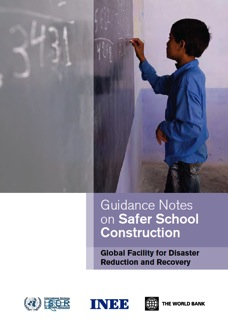 3431
Guidance Notes
on Safer School
Construction
Global Facility for Disaster
Reduction and Recovery
INEE
THE WORLD BANK